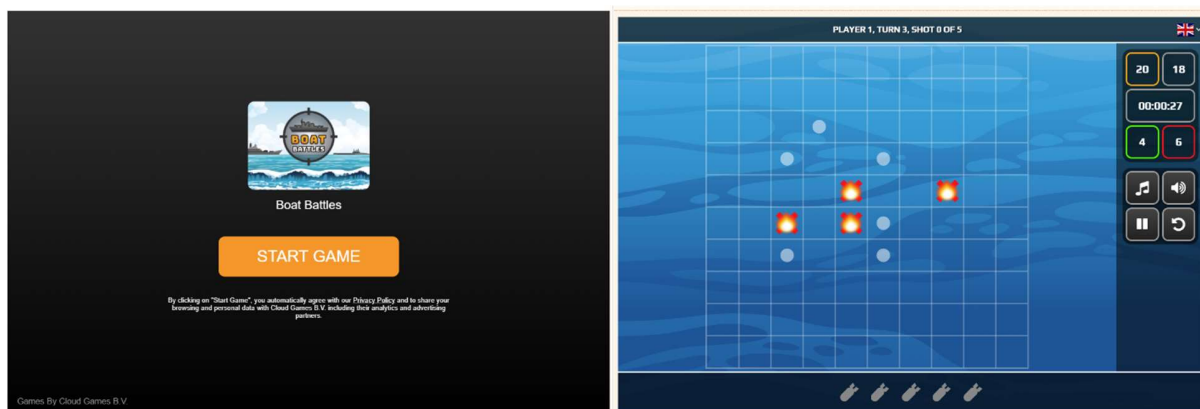 BOAT
BATTLES
Boat Battles
START GAME
By clicking on "Start Game", you automatically agree with our Privacy Policy and to share your
browsing and personal data with Cloud Games B.V. including their analytics and advertising
partners.
Games By Cloud Games B.V.
PLAYER 1, TURN 3, SHOT 0 OF 5
20 18
00:00:27
4 6